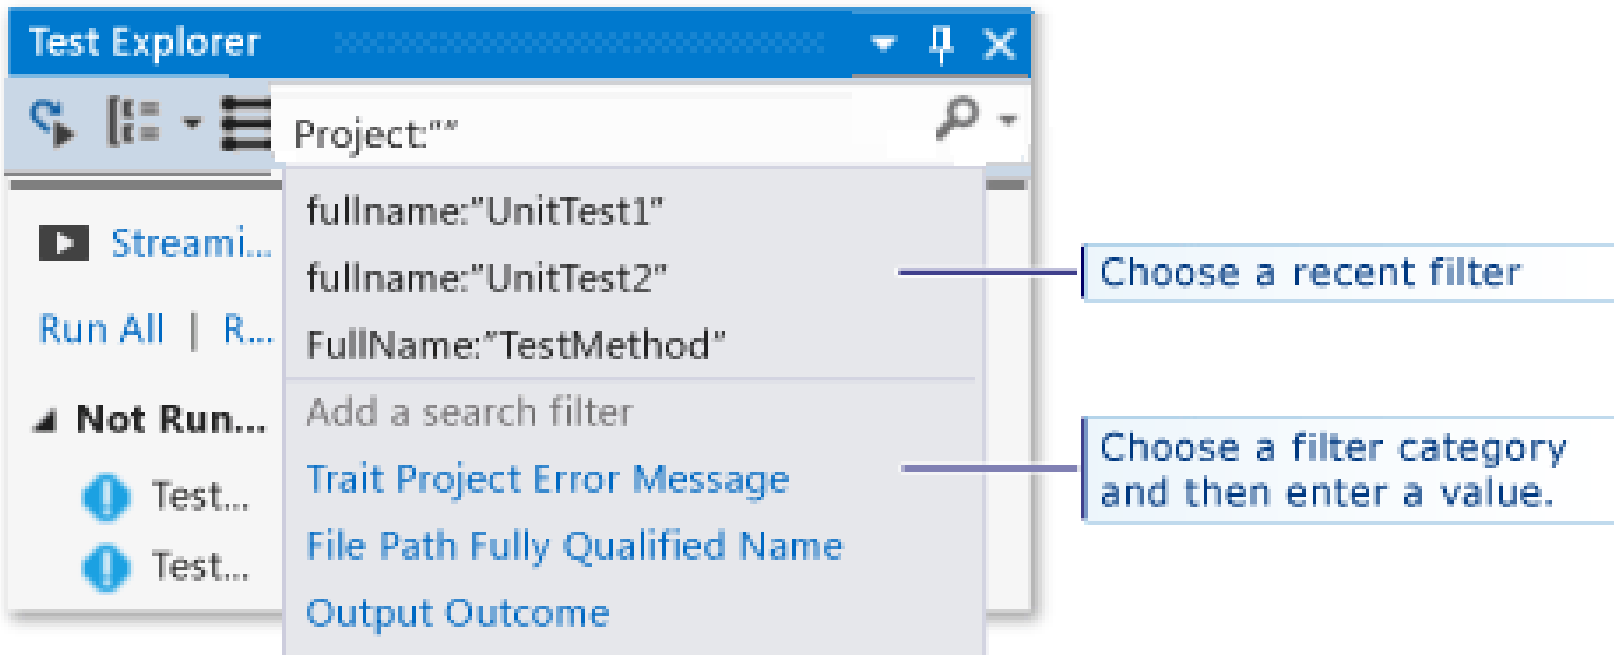 Test Explorer
Project:""
fullname:"UnitTest1"
Streami...
fullname:"UnitTest2"
Choose a recent filter
Run All | R...
FullName:"TestMethod"
Not Run...
Add a search filter
Trait Project Error Message
Choose a filter category
and then enter a value.
Test...
File Path Fully Qualified Name
Test...
Output Outcome